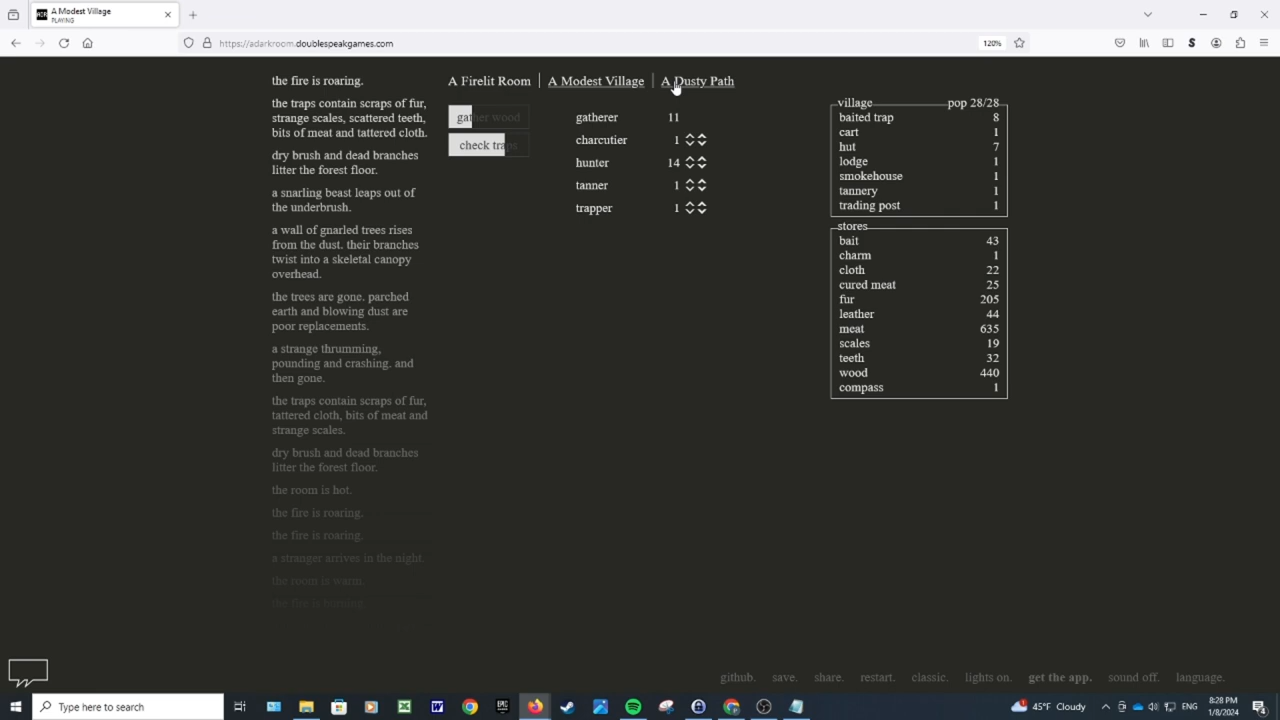 A Modest Village
PLAYING
https://adarkroom.doublespeakgames.com
120%
the fire is roaring.
the traps contain scraps of fur,
strange scales, scattered teeth,
bits of meat and tattered cloth.
dry brush and dead branches
litter the forest floor.
a snarling beast leaps out of
the underbrush.
a wall of gnarled trees rises
from the dust. their branches
twist into a skeletal canopy
overhead.
the trees are gone. parched
earth and blowing dust are
poor replacements.
a strange thrumming,
pounding and crashing. and
then gone.
the traps contain scraps of fur,
tattered cloth, bits of meat and
strange scales.
dry brush and dead branches
litter the forest floor.
the room is hot.
the fire is roaring.
the fire is roaring.
a stranger arrives in the night.
the room is warm.
the fire is burning.
A Firelit Room | A Modest Village | A Dusty Path
gather wood
check traps
gatherer 11
charcutier 1
hunter 14
tanner 1
trapper 1
village pop 28/28
baited trap 8
cart 1
hut 7
lodge 1
smokehouse 1
tannery 1
trading post 1
stores
bait 43
charm 1
cloth 22
cured meat 25
fur 205
leather 44
meat 635
scales 19
teeth 32
wood 440
compass 1
github. save. share. restart. classic. lights on. get the app. sound off. language.
Type here to search
45°F Cloudy
ENG
8:28 PM
1/8/2024